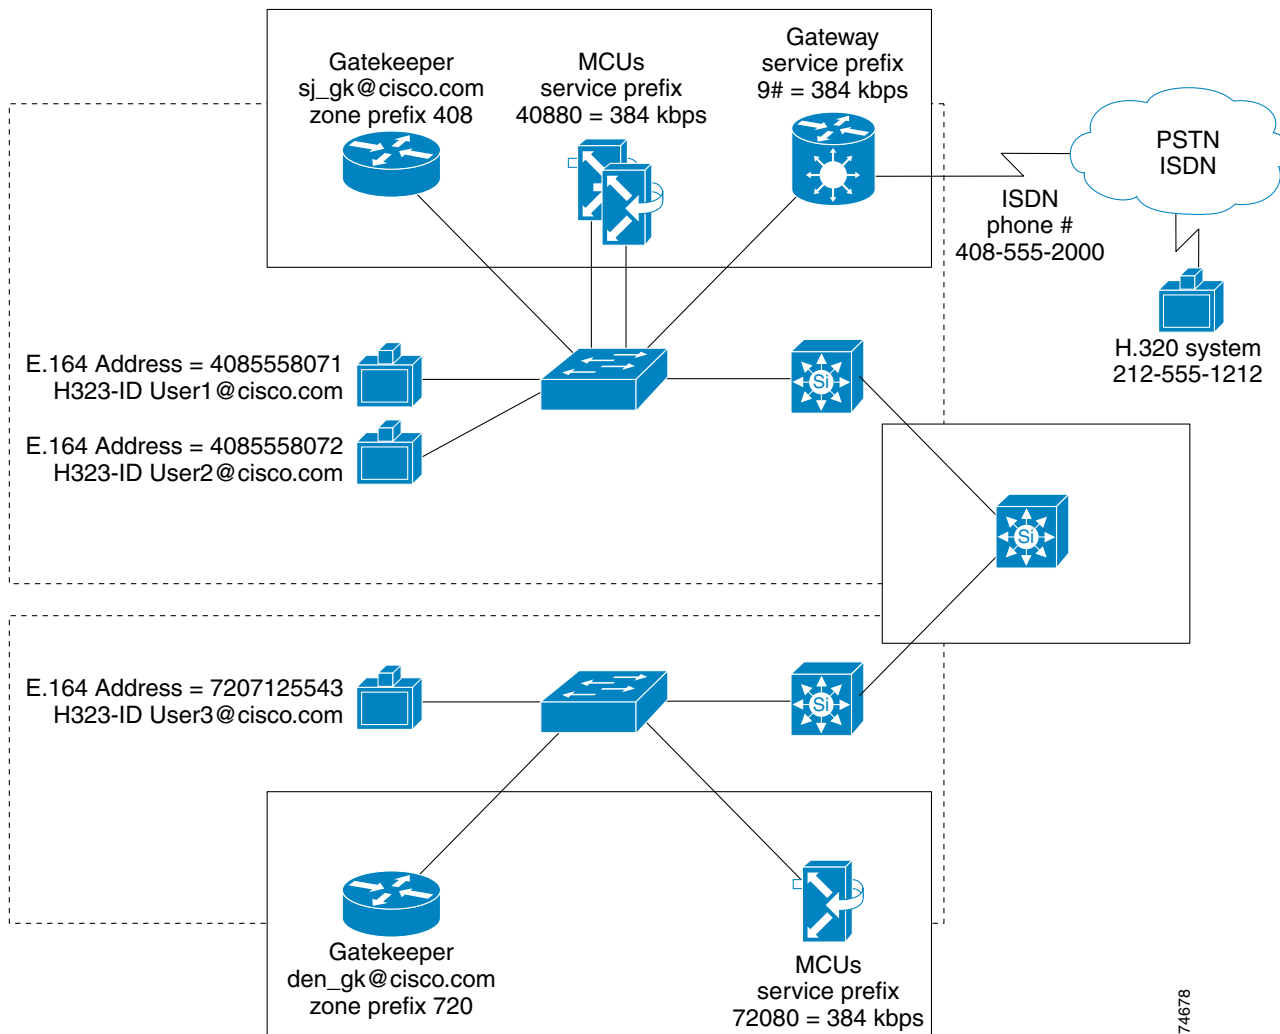 Gatekeeper
sj_gk@cisco.com
zone prefix 408
MCUs
service prefix
40880 = 384 kbps
Gateway
service prefix
9# = 384 kbps
PSTN
ISDN
ISDN
phone #
408-555-2000
H.320 system
212-555-1212
E.164 Address = 4085558071
H323-ID User1@cisco.com
Si
E.164 Address = 4085558072
H323-ID User2@cisco.com
Si
E.164 Address = 7207125543
H323-ID User3@cisco.com
Si
Gatekeeper
den_gk@cisco.com
zone prefix 720
MCUs
service prefix
72080 = 384 kbps
74678